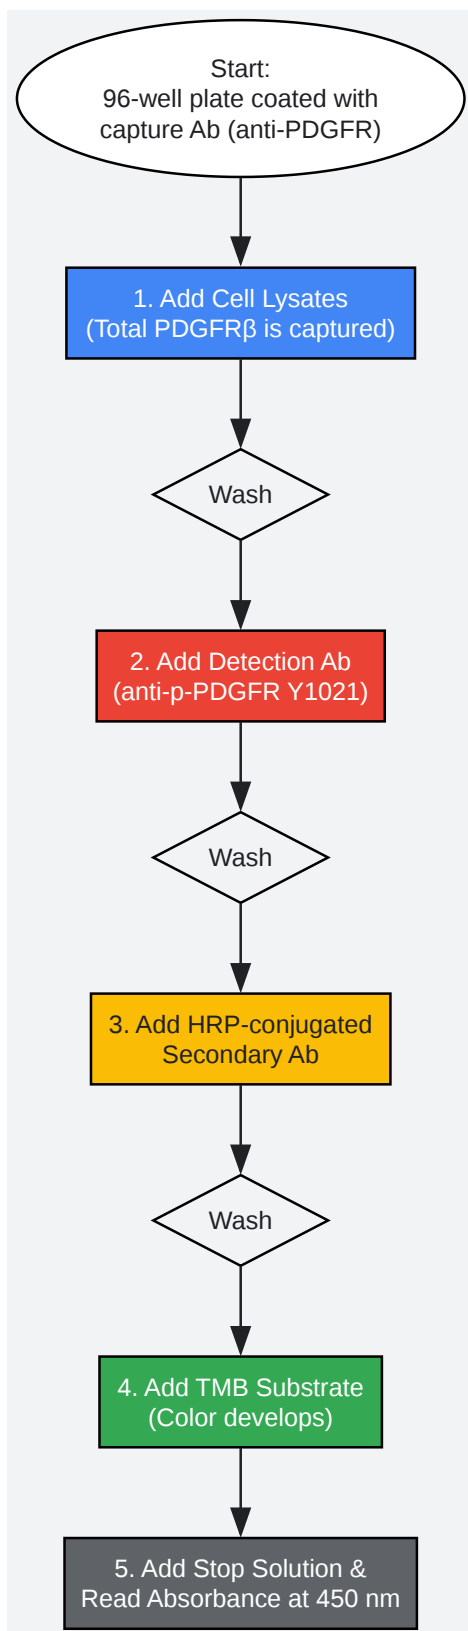 Start:
96-well plate coated with
capture Ab (anti-PDGFR)
1. Add Cell Lysates
(Total PDGFRβ is captured)
Wash
2. Add Detection Ab
(anti-p-PDGFR Y1021)
Wash
3. Add HRP-conjugated
Secondary Ab
Wash
4. Add TMB Substrate
(Color develops)
5. Add Stop Solution &
Read Absorbance at 450 nm